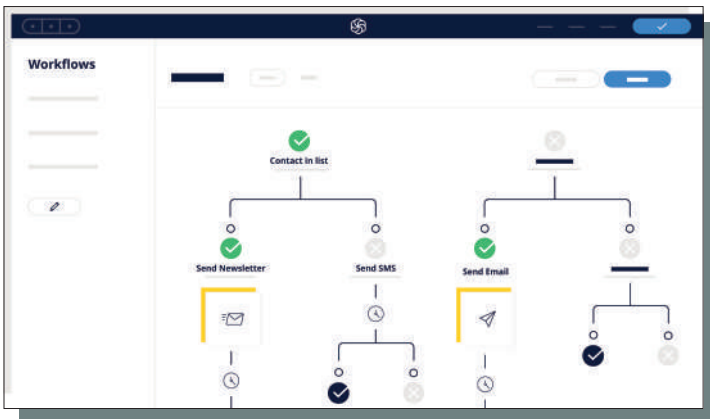 Workflows
Contact in list
Send Newsletter
Send SMS
Send Email